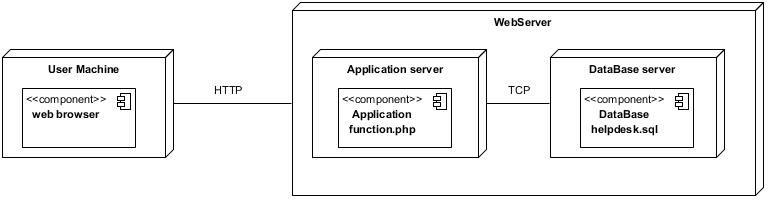 WebServer
User Machine
<<component>>
web browser
HTTP
Application server
<<component>>
Application
function.php
TCP
DataBase server
<<component>>
DataBase
helpdesk.sql